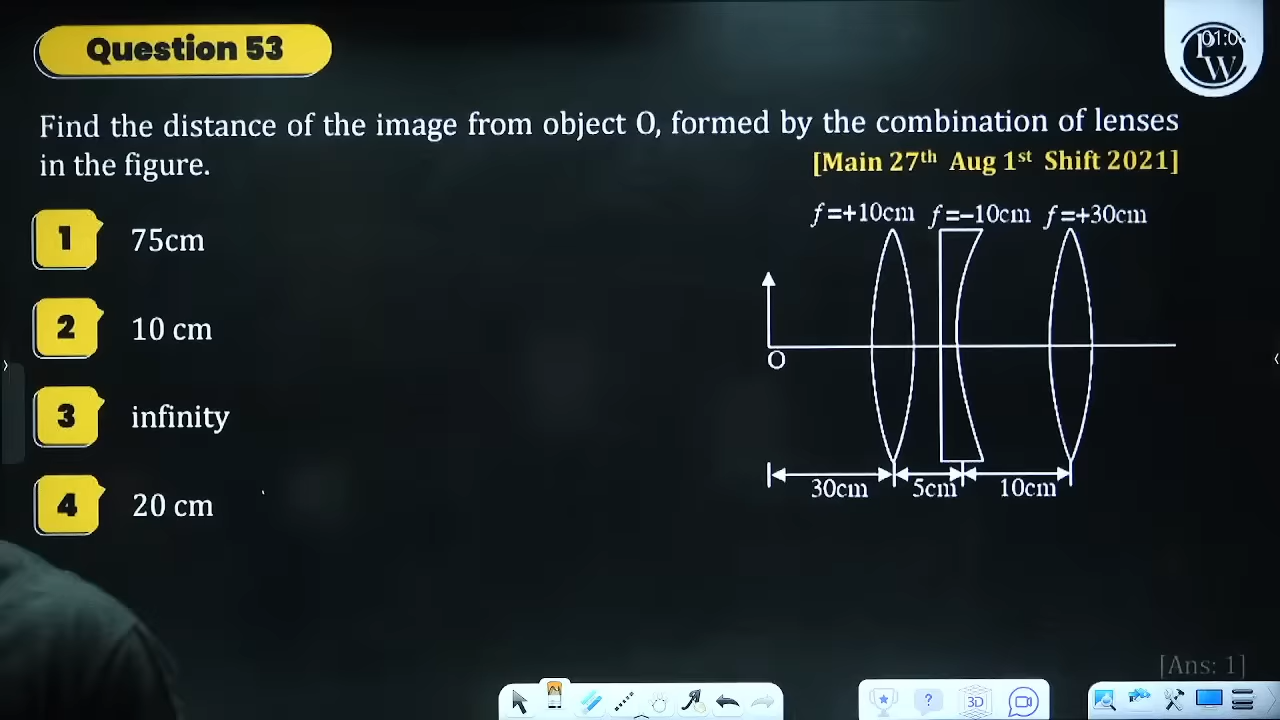 Question 53
Find the distance of the image from object O, formed by the combination of lenses
in the figure.
[Main 27th Aug 1st Shift 2021]
1
75cm
2
10 cm
3
infinity
4
20 cm
f=+10cm f=−10cm f=+30cm
O
30cm 5cm 10cm
[Ans: 1]
PW
3D
?